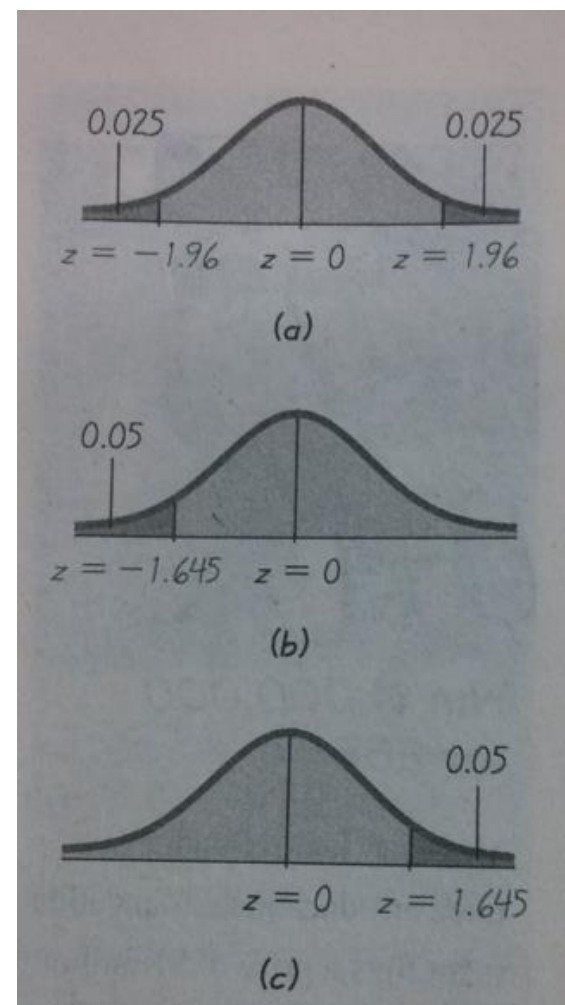 0.025 0.025
z = −1.96 z = 0 z = 1.96
(a)
0.05
z = −1.645 z = 0
(b)
0.05
z = 0 z = 1.645
(c)